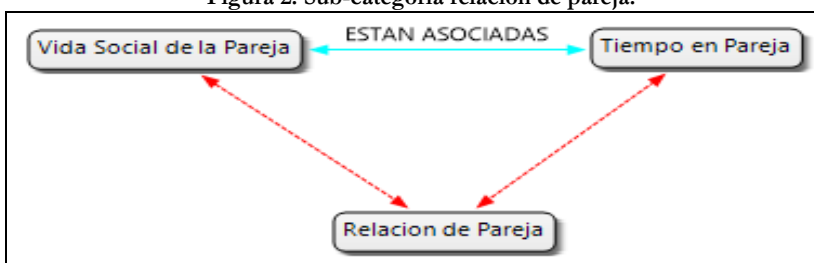 Figura 2. Sub-categoría relación de pareja.
ESTAN ASOCIADAS
Vida Social de la Pareja
Tiempo en Pareja
Relacion de Pareja